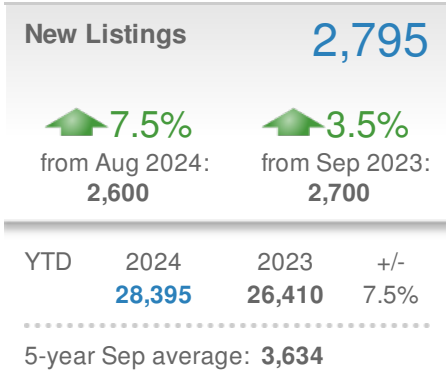 New Listings 2,795
7.5% 3.5%
from Aug 2024: from Sep 2023:
2,600 2,700
YTD 2024 2023 +/-
28,395 26,410 7.5%
5-year Sep average: 3,634